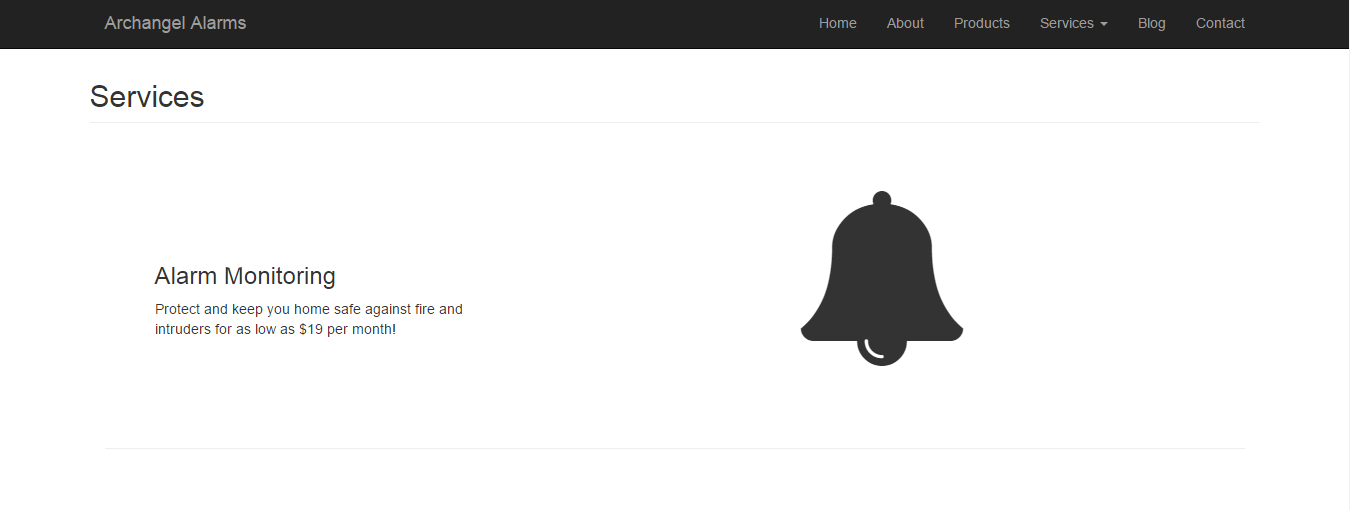 Archangel Alarms Home About Products Services Blog Contact
Services
Alarm Monitoring
Protect and keep you home safe against fire and
intruders for as low as $19 per month!